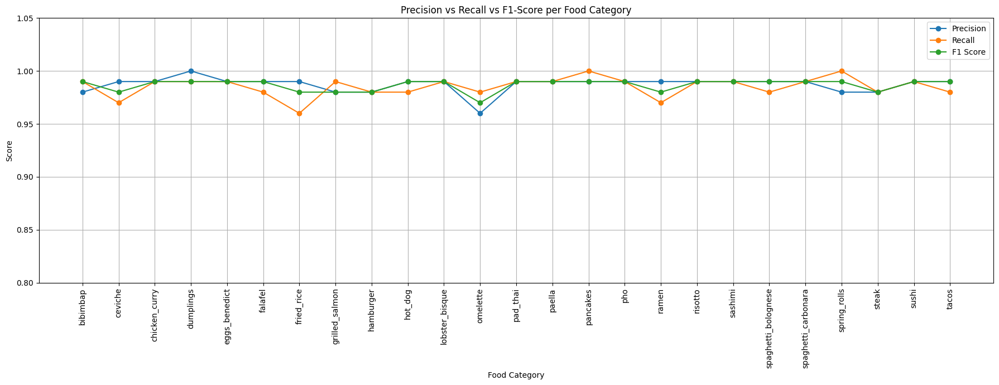 Precision vs Recall vs F1-Score per Food Category
1.05
1.00
0.95
0.90
0.85
0.80
Score
Precision
Recall
F1 Score
bibimbap
ceviche
chicken_curry
dumplings
eggs_benedict
falafel
fried_rice
grilled_salmon
hamburger
hot_dog
lobster_bisque
omelette
pad_thai
paella
pancakes
pho
ramen
risotto
sashimi
spaghetti_bolognese
spaghetti_carbonara
spring_rolls
steak
sushi
tacos
Food Category